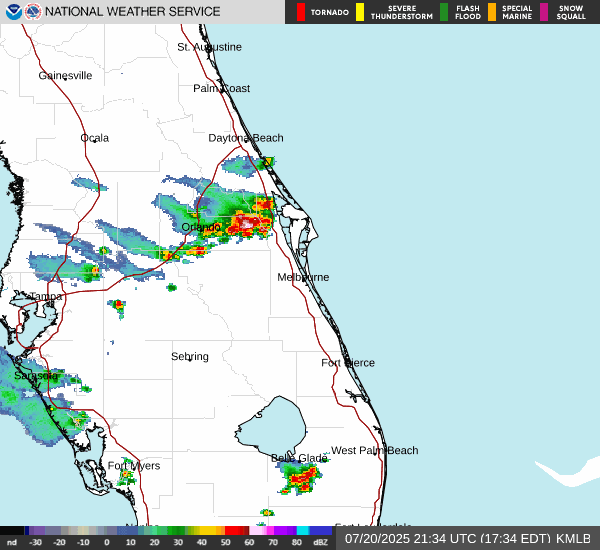 NATIONAL WEATHER SERVICE
TORNADO
SEVERE THUNDERSTORM
FLASH FLOOD
SPECIAL MARINE
SNOW SQUALL
St. Augustine
Gainesville
Palm Coast
Ocala
Daytona Beach
Orlando
Melbourne
Tampa
Sebring
Fort Pierce
Sarasota
West Palm Beach
Belle Glade
Fort Myers
nd -30 -20 -10 0 10 20 30 40 50 60 70 80 dBZ
07/20/2025 21:34 UTC (17:34 EDT) KMLB